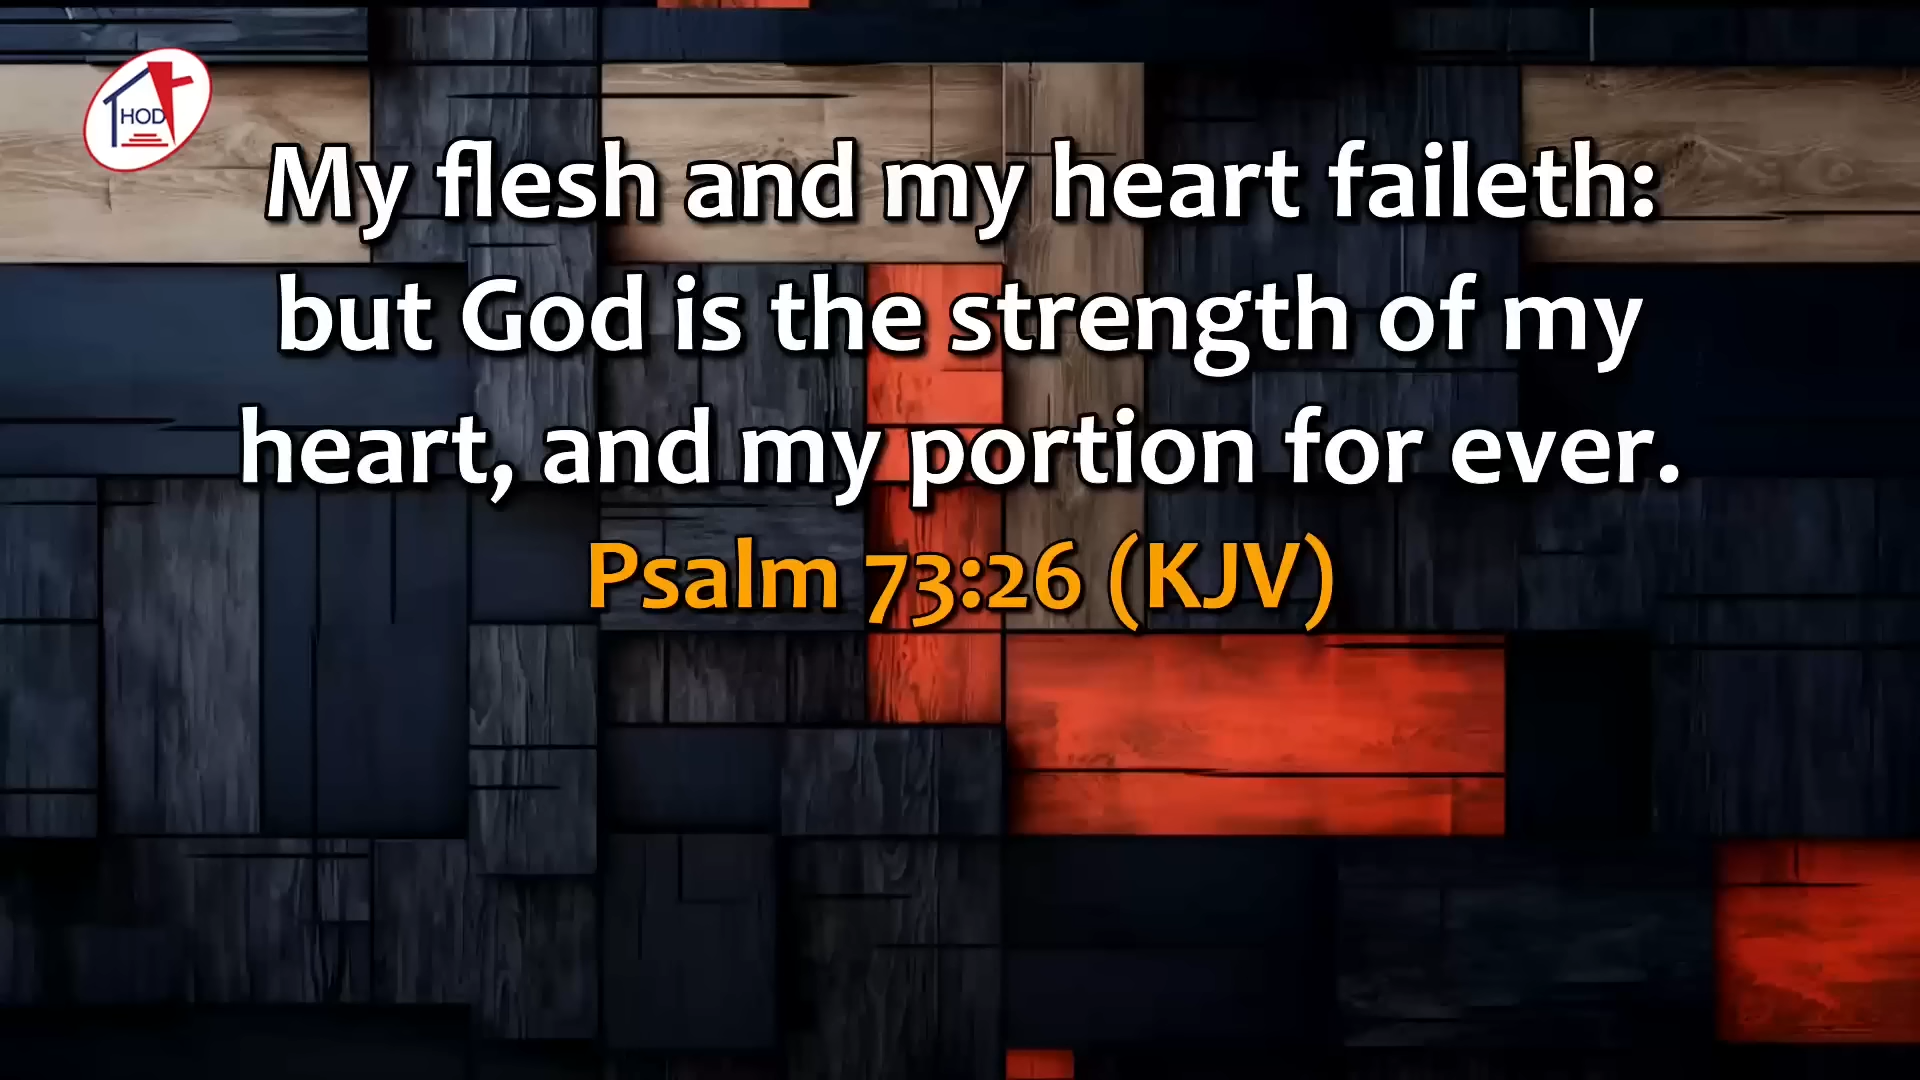 HOD
My flesh and my heart faileth:
but God is the strength of my
heart, and my portion for ever.
Psalm 73:26 (KJV)